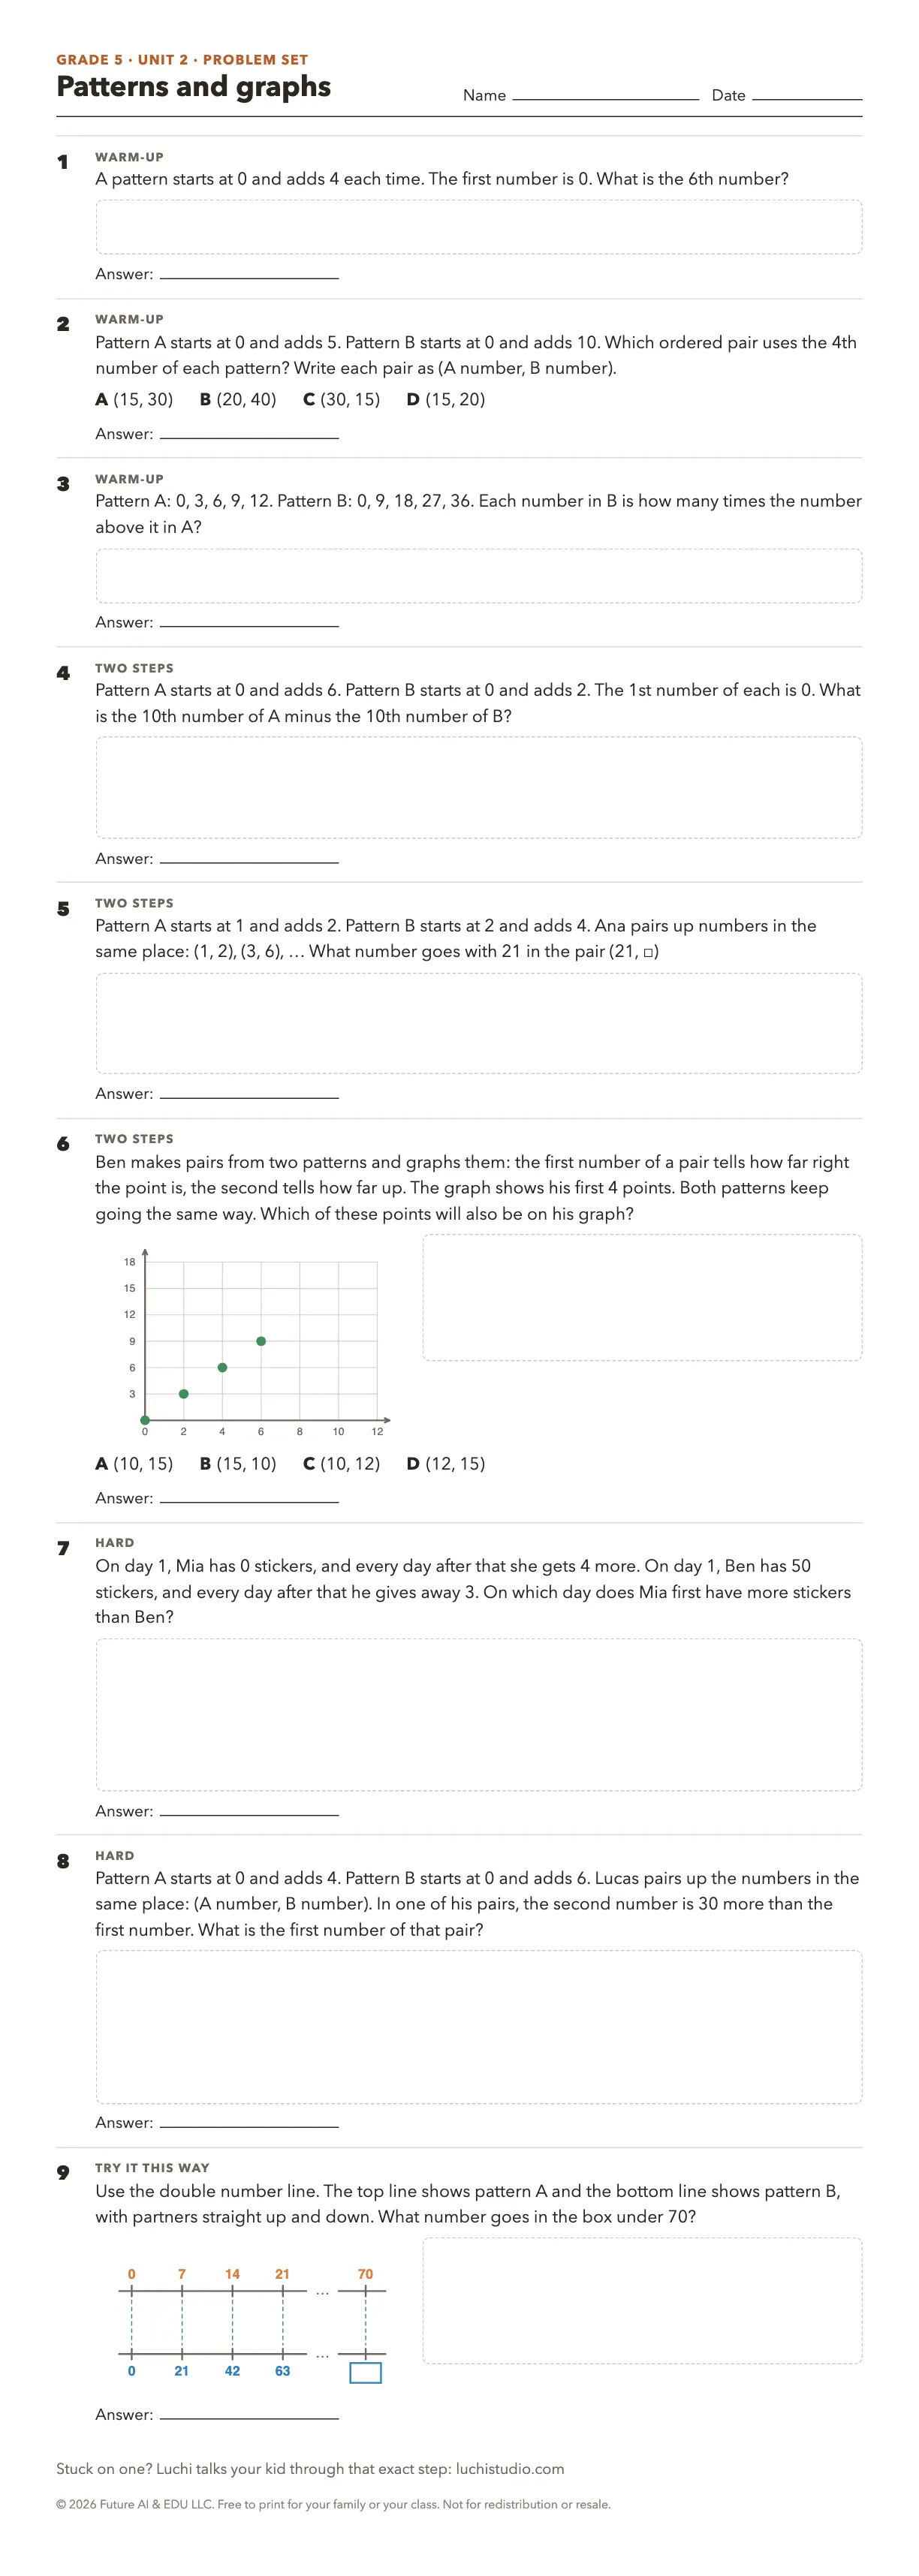 GRADE 5 · UNIT 2 · PROBLEM SET
Patterns and graphs
Name Date
1 WARM-UP
A pattern starts at 0 and adds 4 each time. The first number is 0. What is the 6th number?
Answer:
2 WARM-UP
Pattern A starts at 0 and adds 5. Pattern B starts at 0 and adds 10. Which ordered pair uses the 4th
number of each pattern? Write each pair as (A number, B number).
A (15, 30) B (20, 40) C (30, 15) D (15, 20)
Answer:
3 WARM-UP
Pattern A: 0, 3, 6, 9, 12. Pattern B: 0, 9, 18, 27, 36. Each number in B is how many times the number
above it in A?
Answer:
4 TWO STEPS
Pattern A starts at 0 and adds 6. Pattern B starts at 0 and adds 2. The 1st number of each is 0. What
is the 10th number of A minus the 10th number of B?
Answer:
5 TWO STEPS
Pattern A starts at 1 and adds 2. Pattern B starts at 2 and adds 4. Ana pairs up numbers in the
same place: (1, 2), (3, 6), … What number goes with 21 in the pair (21, □)
Answer:
6 TWO STEPS
Ben makes pairs from two patterns and graphs them: the first number of a pair tells how far right
the point is, the second tells how far up. The graph shows his first 4 points. Both patterns keep
going the same way. Which of these points will also be on his graph?
18
15
12
9
6
3
0 2 4 6 8 10 12
A (10, 15) B (15, 10) C (10, 12) D (12, 15)
Answer:
7 HARD
On day 1, Mia has 0 stickers, and every day after that she gets 4 more. On day 1, Ben has 50
stickers, and every day after that he gives away 3. On which day does Mia first have more stickers
than Ben?
Answer:
8 HARD
Pattern A starts at 0 and adds 4. Pattern B starts at 0 and adds 6. Lucas pairs up the numbers in the
same place: (A number, B number). In one of his pairs, the second number is 30 more than the
first number. What is the first number of that pair?
Answer:
9 TRY IT THIS WAY
Use the double number line. The top line shows pattern A and the bottom line shows pattern B,
with partners straight up and down. What number goes in the box under 70?
0 7 14 21 … 70
0 21 42 63 …
Answer:
Stuck on one? Luchi talks your kid through that exact step: luchistudio.com
© 2026 Future AI & EDU LLC. Free to print for your family or your class. Not for redistribution or resale.